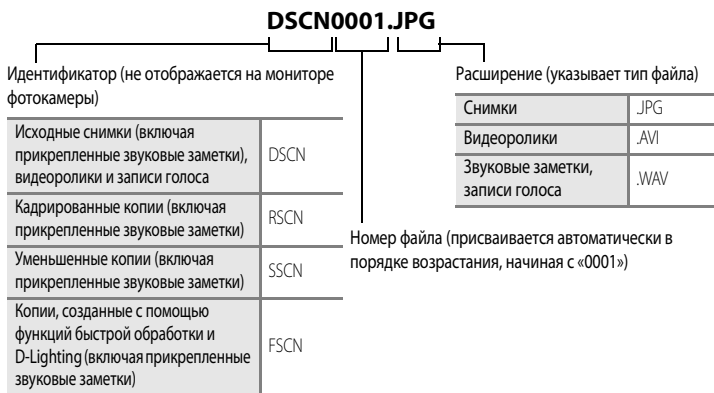 DSCN0001.JPG
Идентификатор (не отображается на мониторе
фотокамеры)
Исходные снимки (включая
прикрепленные звуковые заметки),
видеоролики и записи голоса
DSCN
Кадрированные копии (включая
прикрепленные звуковые заметки)
RSCN
Уменьшенные копии (включая
прикрепленные звуковые заметки)
SSCN
Копии, созданные с помощью
функций быстрой обработки и
D-Lighting (включая прикрепленные
звуковые заметки)
FSCN
Расширение (указывает тип файла)
Снимки .JPG
Видеоролики .AVI
Звуковые заметки,
записи голоса
.WAV
Номер файла (присваивается автоматически в
порядке возрастания, начиная с «0001»)